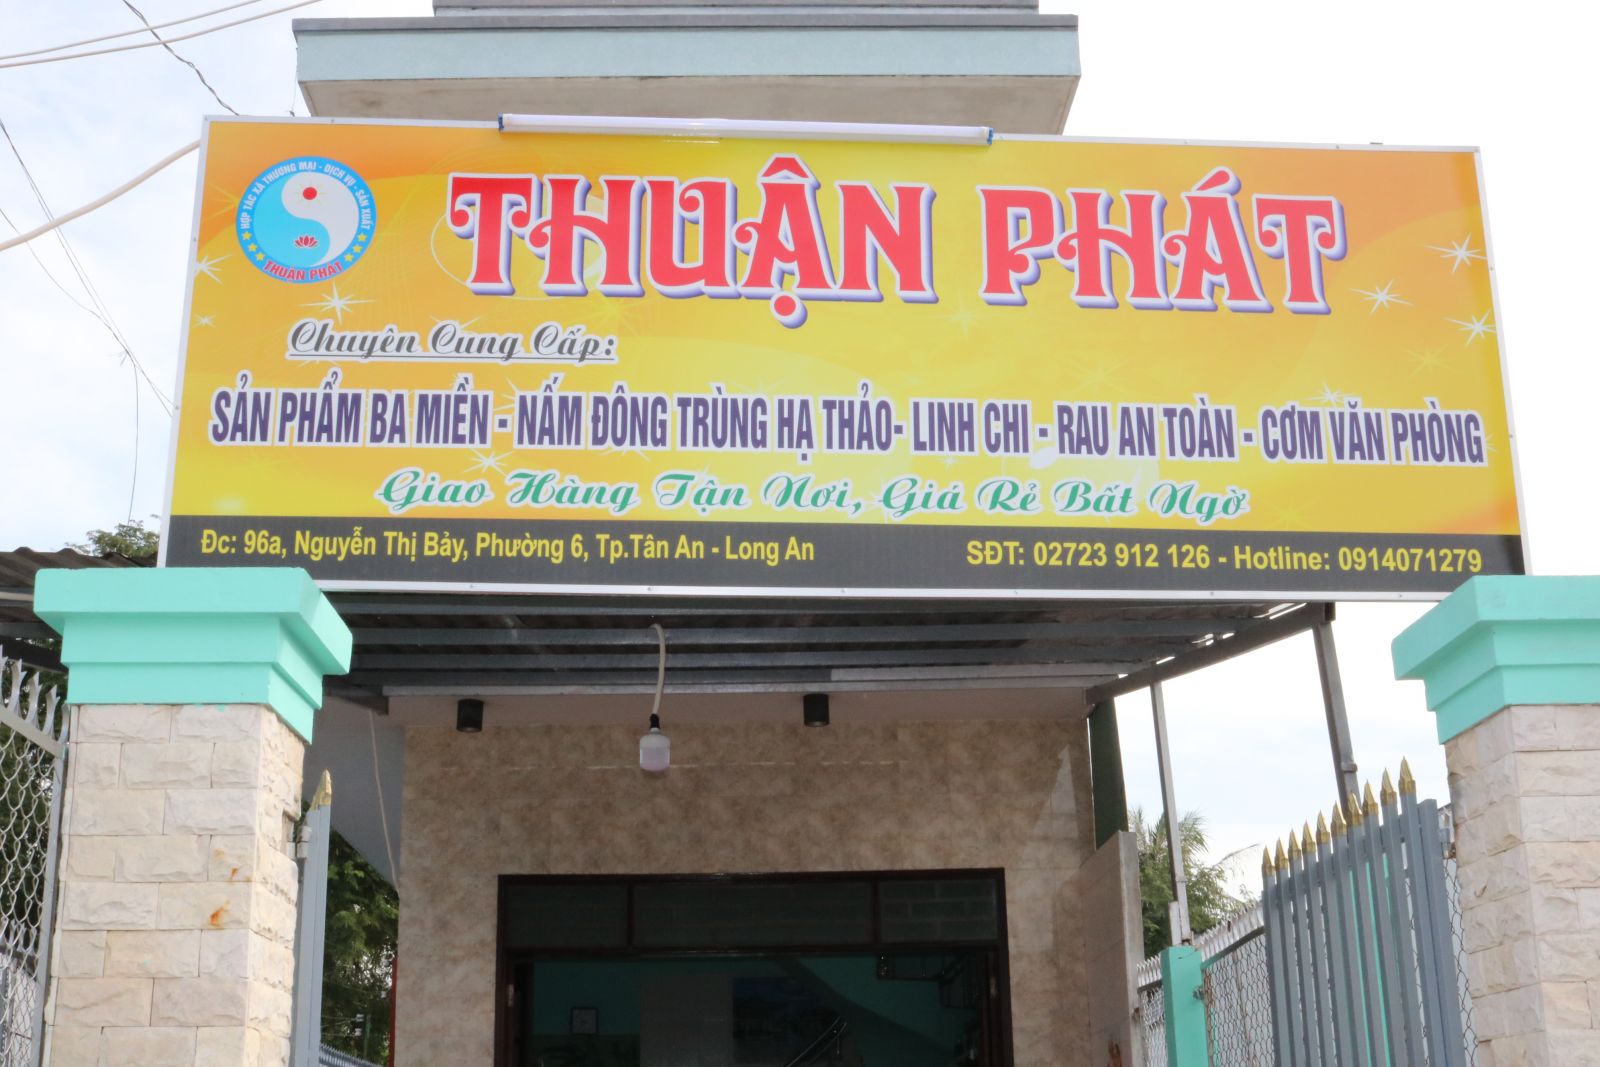 HỢP TÁC XÃ THƯƠNG MẠI - DỊCH VỤ - SẢN XUẤT
THUẬN PHÁT
THUẬN PHÁT
Chuyên Cung Cấp:
SẢN PHẨM BA MIỀN - NẤM ĐÔNG TRÙNG HẠ THẢO- LINH CHI - RAU AN TOÀN - CƠM VĂN PHÒNG
Giao Hàng Tận Nơi, Giá Rẻ Bất Ngờ
Đc: 96a, Nguyễn Thị Bảy, Phường 6, Tp.Tân An - Long An
SĐT: 02723 912 126 - Hotline: 0914071279